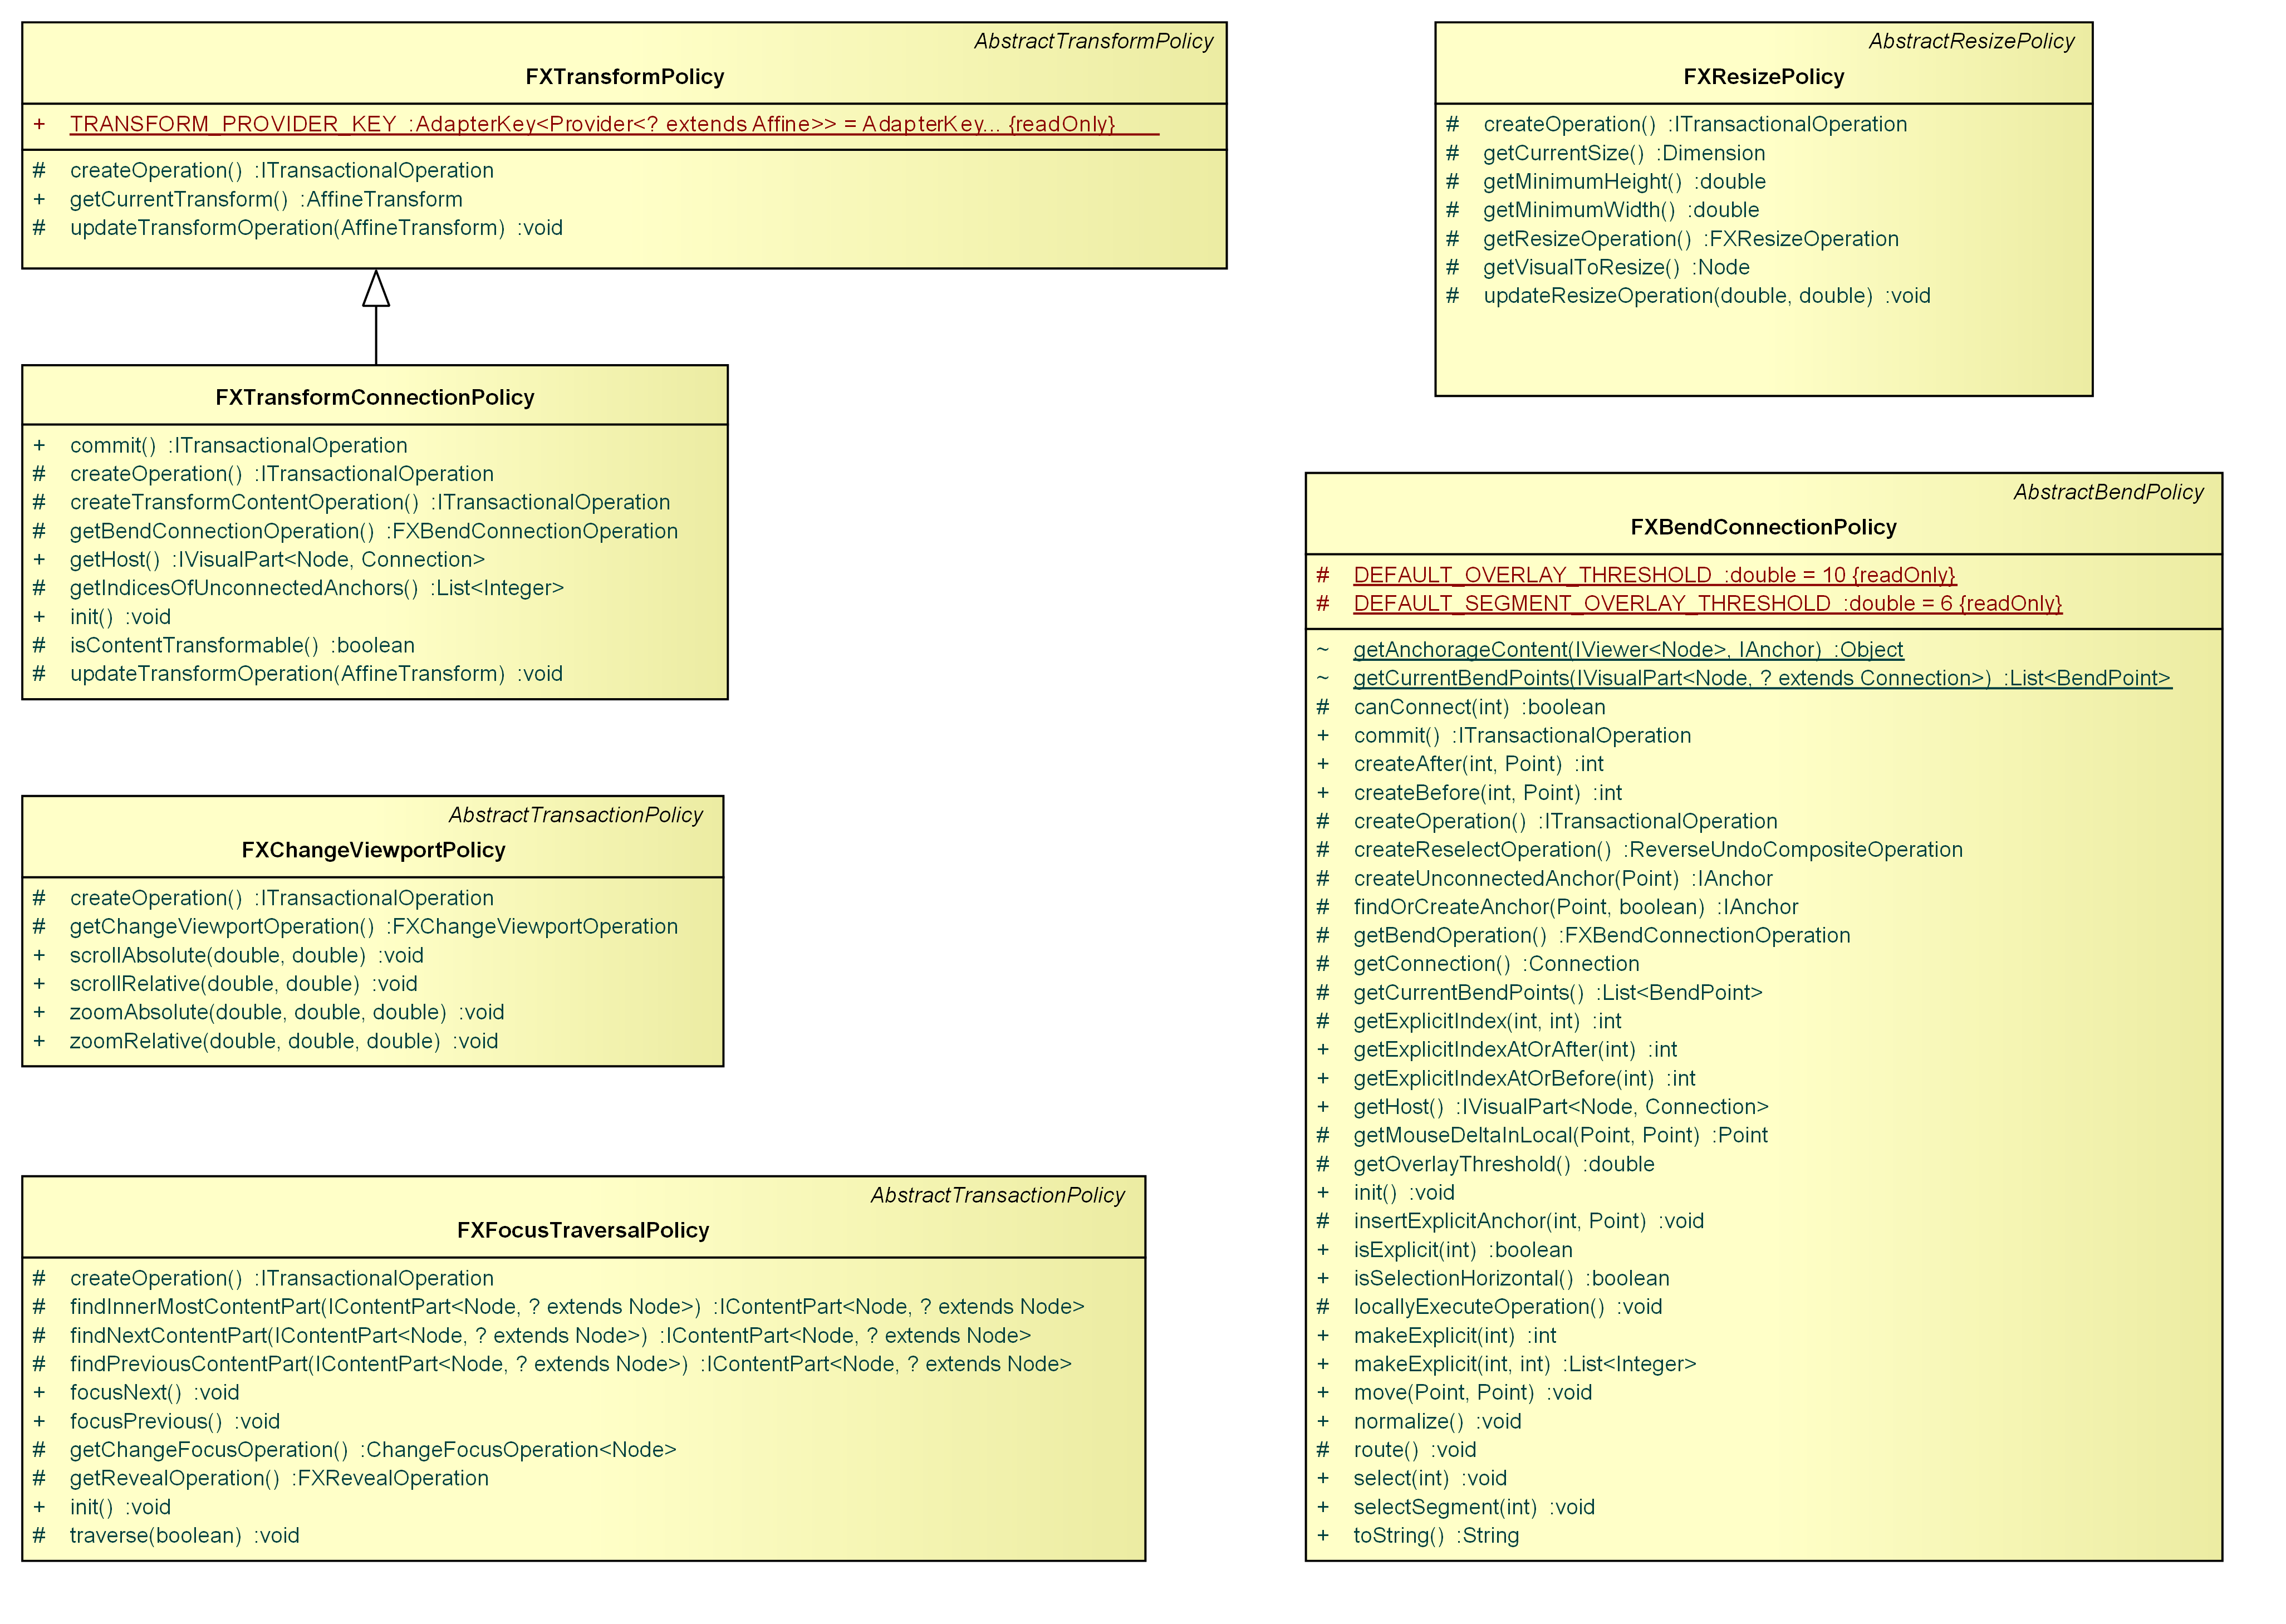 AbstractTransformPolicy
FXTransformPolicy
+ TRANSFORM_PROVIDER_KEY :AdapterKey<Provider<? extends Affine>> = AdapterKey... {readOnly}
# createOperation() :ITransactionalOperation
+ getCurrentTransform() :AffineTransform
# updateTransformOperation(AffineTransform) :void
FXTransformConnectionPolicy
+ commit() :ITransactionalOperation
# createOperation() :ITransactionalOperation
# createTransformContentOperation() :ITransactionalOperation
# getBendConnectionOperation() :FXBendConnectionOperation
+ getHost() :IVisualPart<Node, Connection>
# getIndicesOfUnconnectedAnchors() :List<Integer>
+ init() :void
# isContentTransformable() :boolean
# updateTransformOperation(AffineTransform) :void
AbstractTransactionPolicy
FXChangeViewportPolicy
# createOperation() :ITransactionalOperation
# getChangeViewportOperation() :FXChangeViewportOperation
+ scrollAbsolute(double, double) :void
+ scrollRelative(double, double) :void
+ zoomAbsolute(double, double, double) :void
+ zoomRelative(double, double, double) :void
AbstractTransactionPolicy
FXFocusTraversalPolicy
# createOperation() :ITransactionalOperation
# findInnerMostContentPart(IContentPart<Node, ? extends Node>) :IContentPart<Node, ? extends Node>
# findNextContentPart(IContentPart<Node, ? extends Node>) :IContentPart<Node, ? extends Node>
# findPreviousContentPart(IContentPart<Node, ? extends Node>) :IContentPart<Node, ? extends Node>
+ focusNext() :void
+ focusPrevious() :void
# getChangeFocusOperation() :ChangeFocusOperation<Node>
# getRevealOperation() :FXRevealOperation
+ init() :void
# traverse(boolean) :void
AbstractResizePolicy
FXResizePolicy
# createOperation() :ITransactionalOperation
# getCurrentSize() :Dimension
# getMinimumHeight() :double
# getMinimumWidth() :double
# getResizeOperation() :FXResizeOperation
# getVisualToResize() :Node
# updateResizeOperation(double, double) :void
AbstractBendPolicy
FXBendConnectionPolicy
# DEFAULT_OVERLAY_THRESHOLD :double = 10 {readOnly}
# DEFAULT_SEGMENT_OVERLAY_THRESHOLD :double = 6 {readOnly}
~ getAnchorageContent(IViewer<Node>, IAnchor) :Object
~ getCurrentBendPoints(IVisualPart<Node, ? extends Connection>) :List<BendPoint>
# canConnect(int) :boolean
+ commit() :ITransactionalOperation
+ createAfter(int, Point) :int
+ createBefore(int, Point) :int
# createOperation() :ITransactionalOperation
# createReselectOperation() :ReverseUndoCompositeOperation
# createUnconnectedAnchor(Point) :IAnchor
# findOrCreateAnchor(Point, boolean) :IAnchor
# getBendOperation() :FXBendConnectionOperation
# getConnection() :Connection
# getCurrentBendPoints() :List<BendPoint>
# getExplicitIndex(int, int) :int
+ getExplicitIndexAtOrAfter(int) :int
+ getExplicitIndexAtOrBefore(int) :int
+ getHost() :IVisualPart<Node, Connection>
# getMouseDeltaInLocal(Point, Point) :Point
# getOverlayThreshold() :double
+ init() :void
# insertExplicitAnchor(int, Point) :void
+ isExplicit(int) :boolean
+ isSelectionHorizontal() :boolean
# locallyExecuteOperation() :void
+ makeExplicit(int) :int
+ makeExplicit(int, int) :List<Integer>
+ move(Point, Point) :void
+ normalize() :void
# route() :void
+ select(int) :void
+ selectSegment(int) :void
+ toString() :String